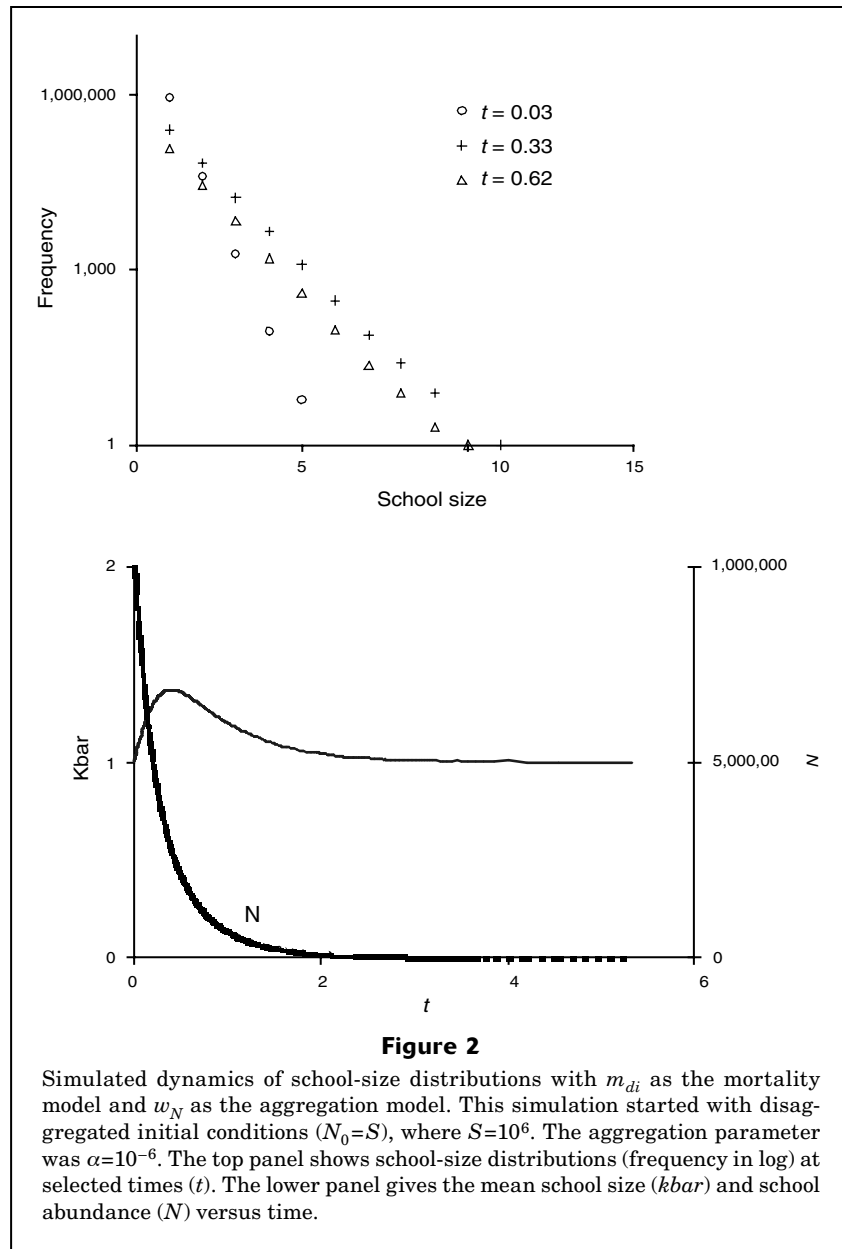 1,000,000
t = 0.03
t = 0.33
t = 0.62
Frequency
1,000
1
0
5
10
15
School size
2
1,000,000
Kbar
1
5,000,00
N
N
0
0
0
2
4
6
t
Figure 2
Simulated dynamics of school-size distributions with m_di as the mortality
model and w_N as the aggregation model. This simulation started with disag-
gregated initial conditions (N₀=S), where S=10⁶. The aggregation parameter
was α=10⁻⁶. The top panel shows school-size distributions (frequency in log) at
selected times (t). The lower panel gives the mean school size (kbar) and school
abundance (N) versus time.